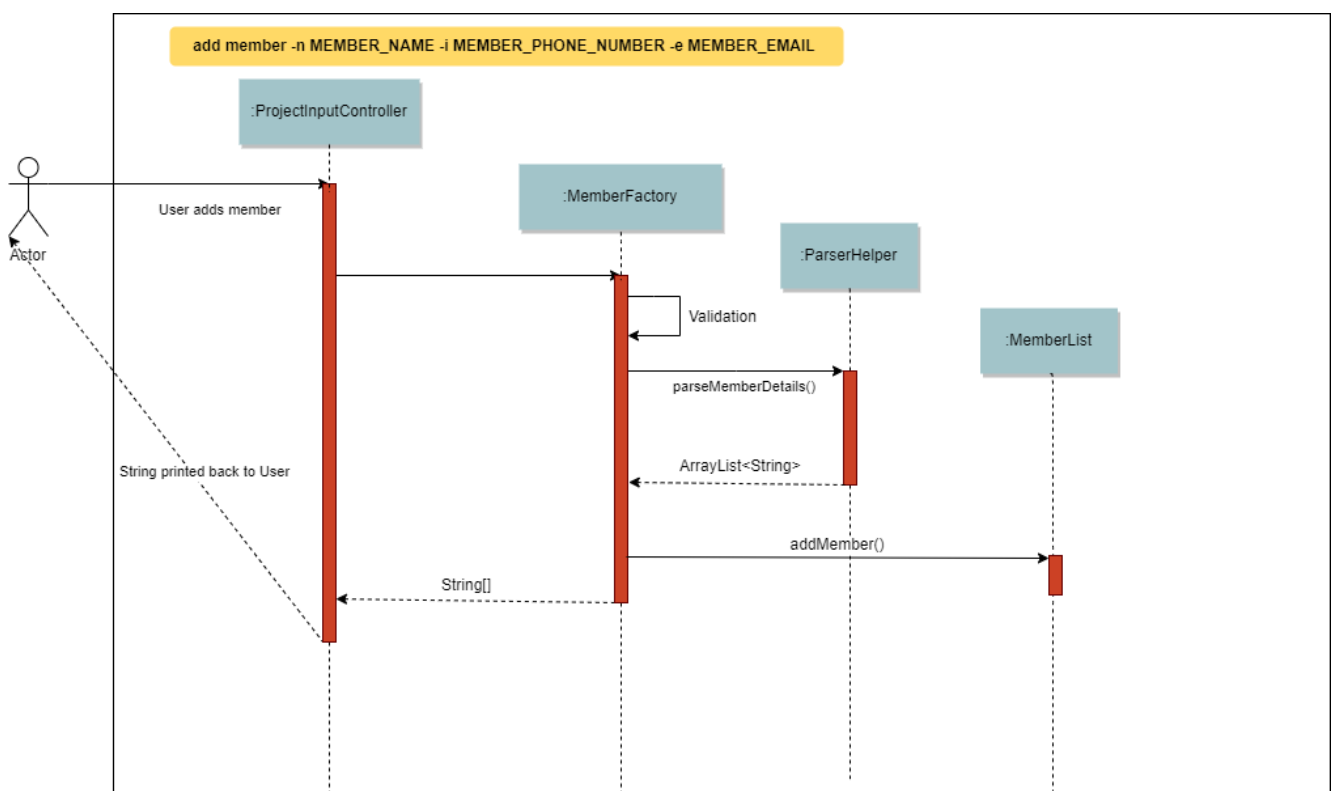 add member -n MEMBER_NAME -i MEMBER_PHONE_NUMBER -e MEMBER_EMAIL
:ProjectInputController
:MemberFactory
User adds member
Actor
:ParserHelper
Validation
:MemberList
parseMemberDetails()
ArrayList<String>
String printed back to User
addMember()
String[]